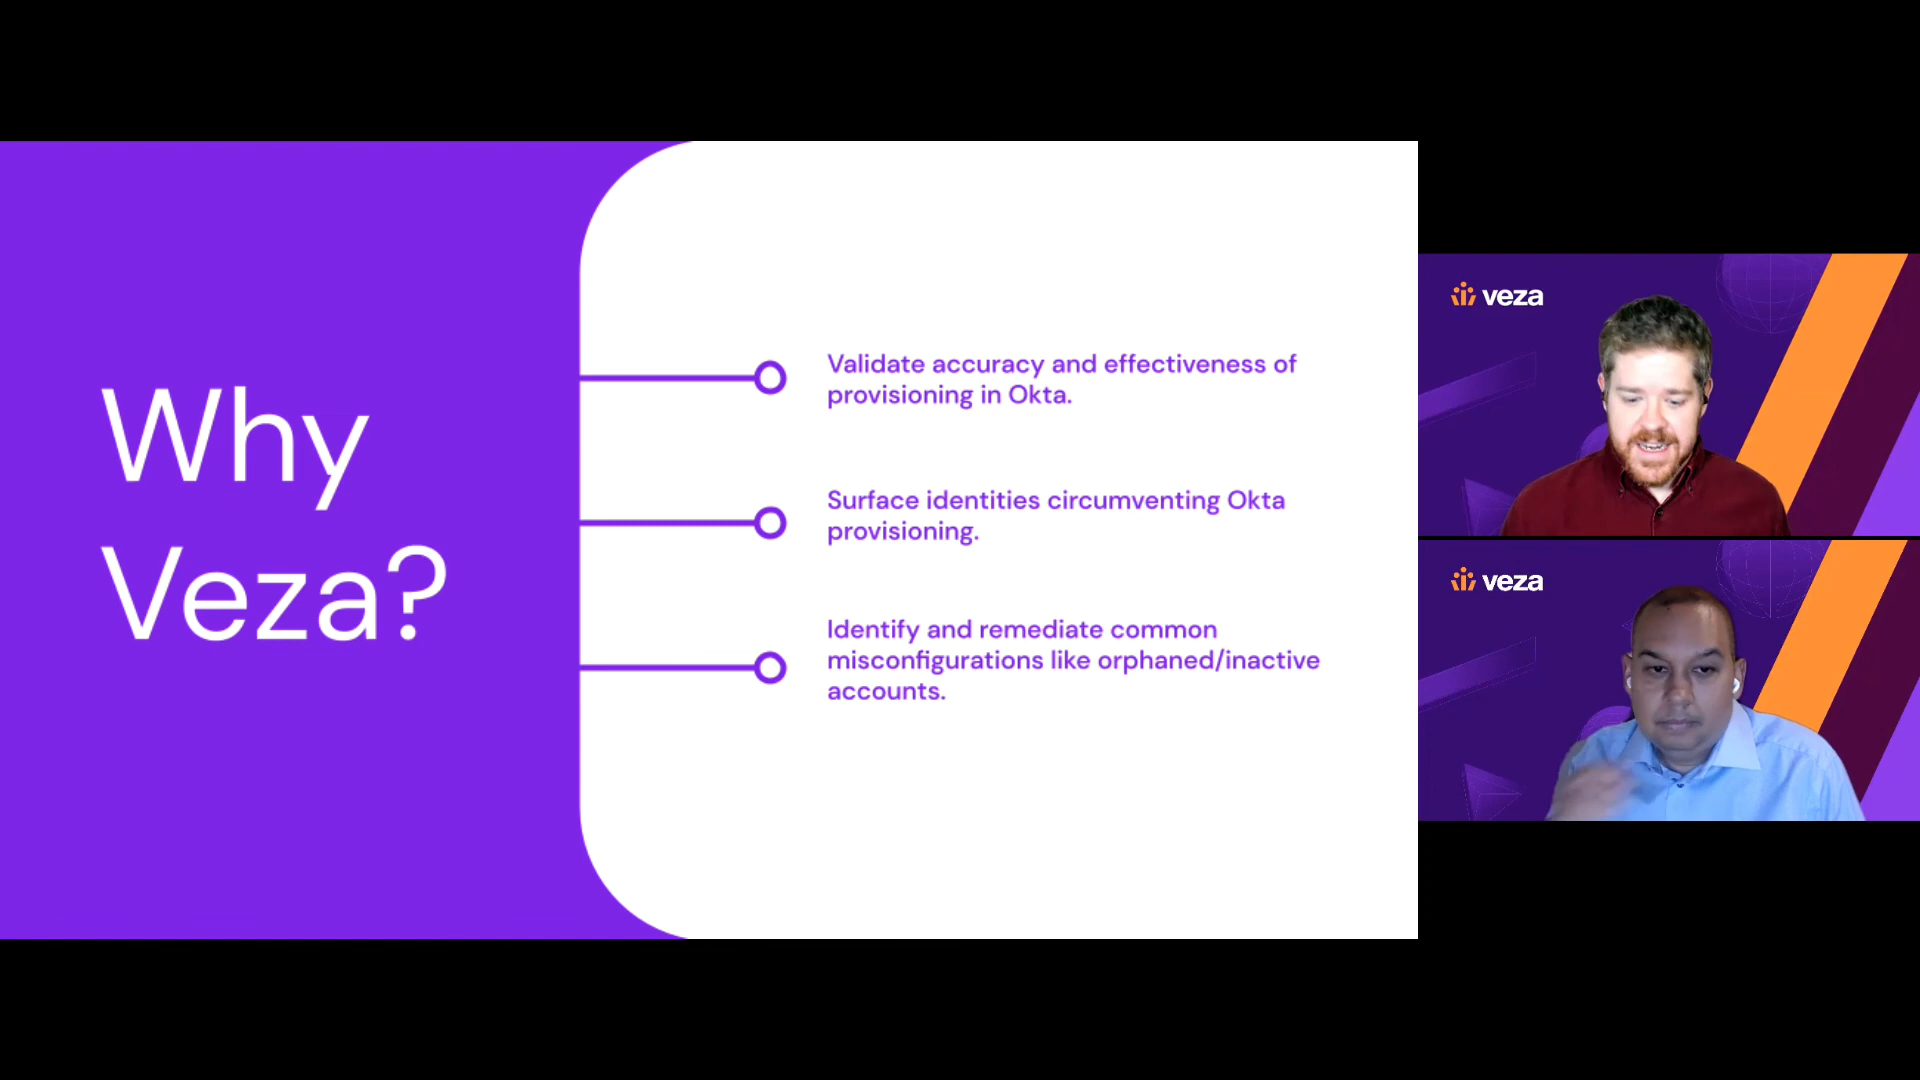 Why
Veza?
Validate accuracy and effectiveness of
provisioning in Okta.
Surface identities circumventing Okta
provisioning.
Identify and remediate common
misconfigurations like orphaned/inactive
accounts.
veza
veza